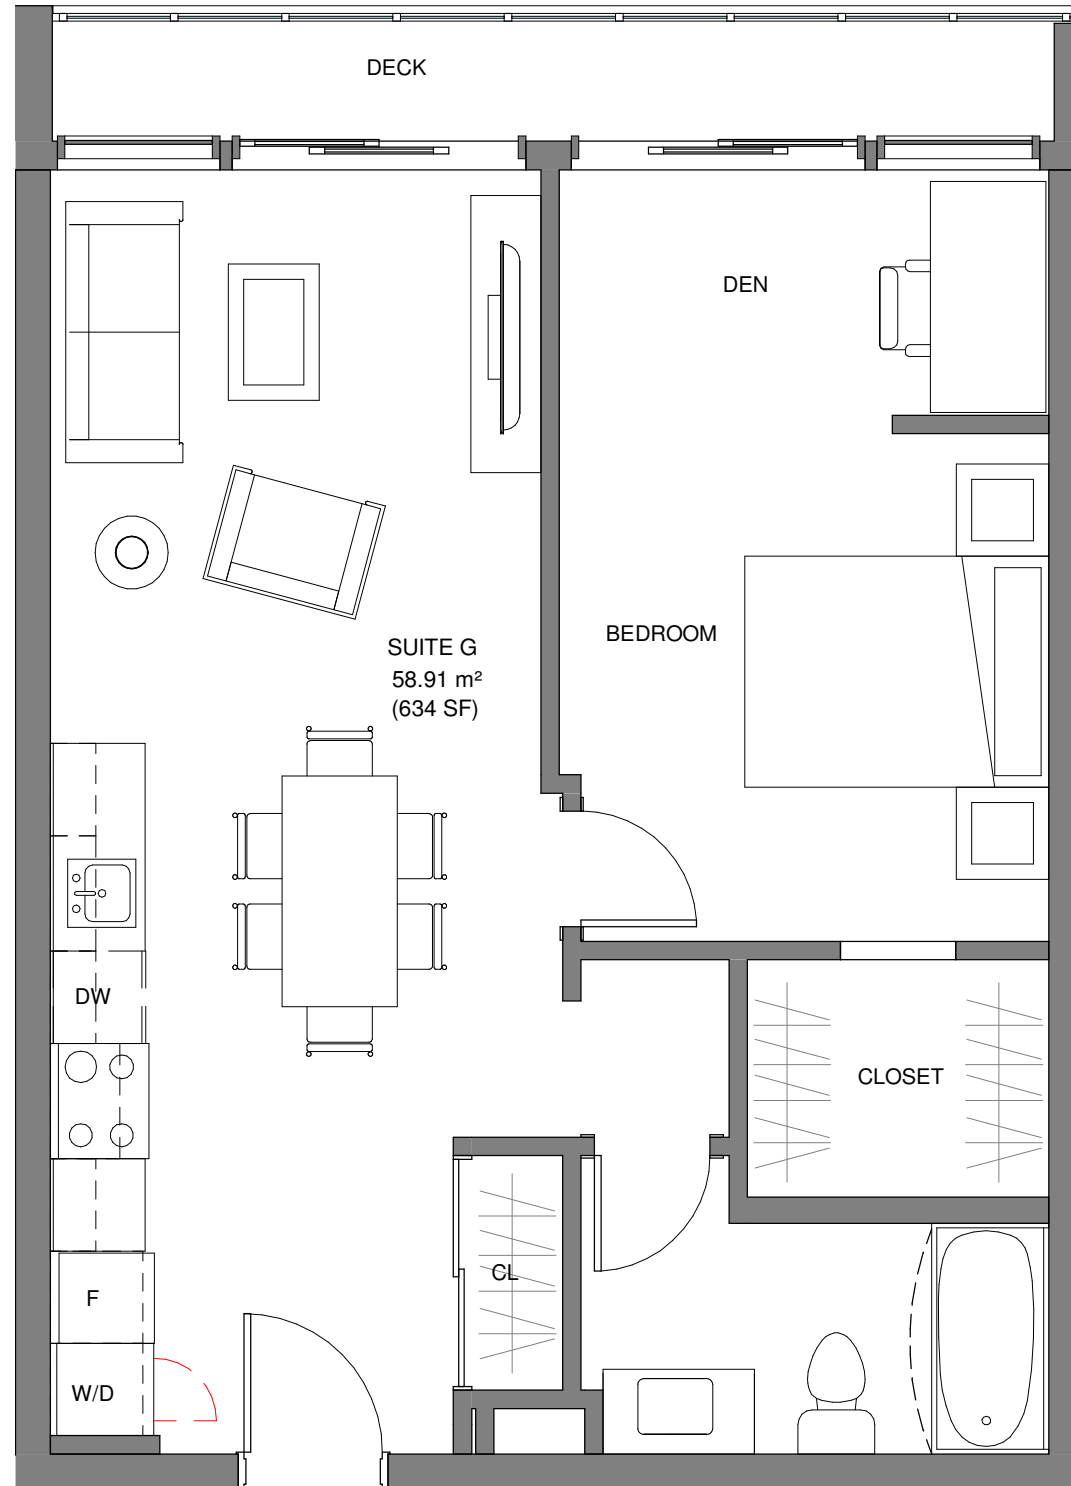 DECK
DEN
BEDROOM
SUITE G
58.91 m²
(634 SF)
DW
CLOSET
CL
F
W/D